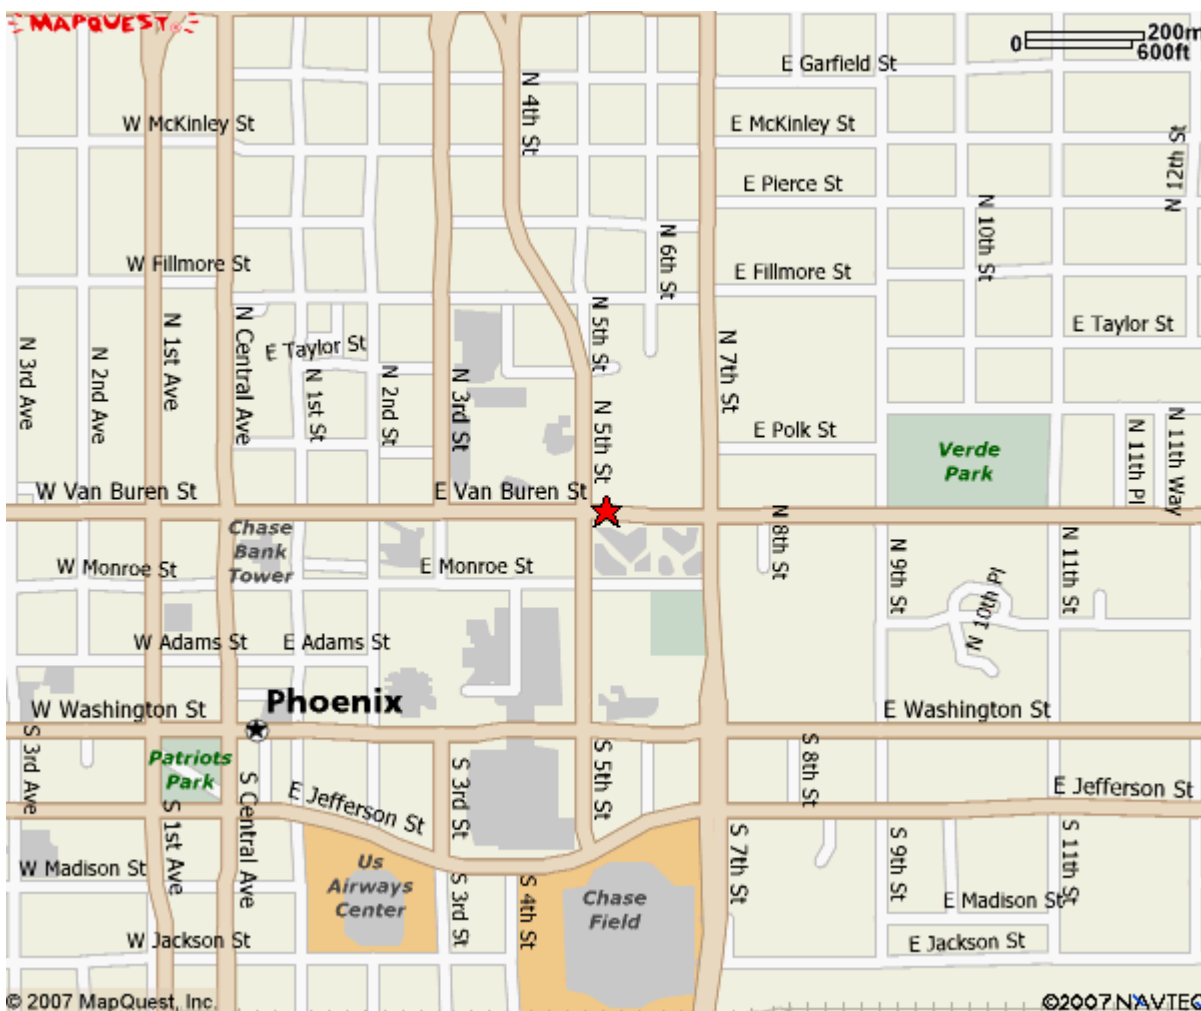 MAPQUEST
0 200m
600ft
E Garfield St
N 4th St
W McKinley St
E McKinley St
N 12th St
E Pierce St
N 10th St
N 6th St
W Fillmore St
E Fillmore St
N 3rd Ave
N 2nd Ave
N 1st Ave
N Central Ave
E Taylor St
N 5th St
E Taylor St
N 7th St
N 1st St
N 2nd St
N 3rd St
N 5th St
E Polk St
Verde
Park
N 11th Pl
N 11th Way
W Van Buren St
E Van Buren St
Chase
Bank
Tower
N 8th St
W Monroe St
E Monroe St
N 9th St
N 10th Pl
N 11th St
W Adams St
E Adams St
Phoenix
W Washington St
E Washington St
S 3rd Ave
Patriots
Park
S Central Ave
E Jefferson St
S 3rd St
S 5th St
S 8th St
E Jefferson St
S 1st Ave
W Madison St
Us
Airways
Center
S 3rd St
S 4th St
Chase
Field
S 7th St
S 9th St
S 11th St
E Madison St
W Jackson St
E Jackson St
© 2007 MapQuest, Inc.
©2007 NAVTEQ